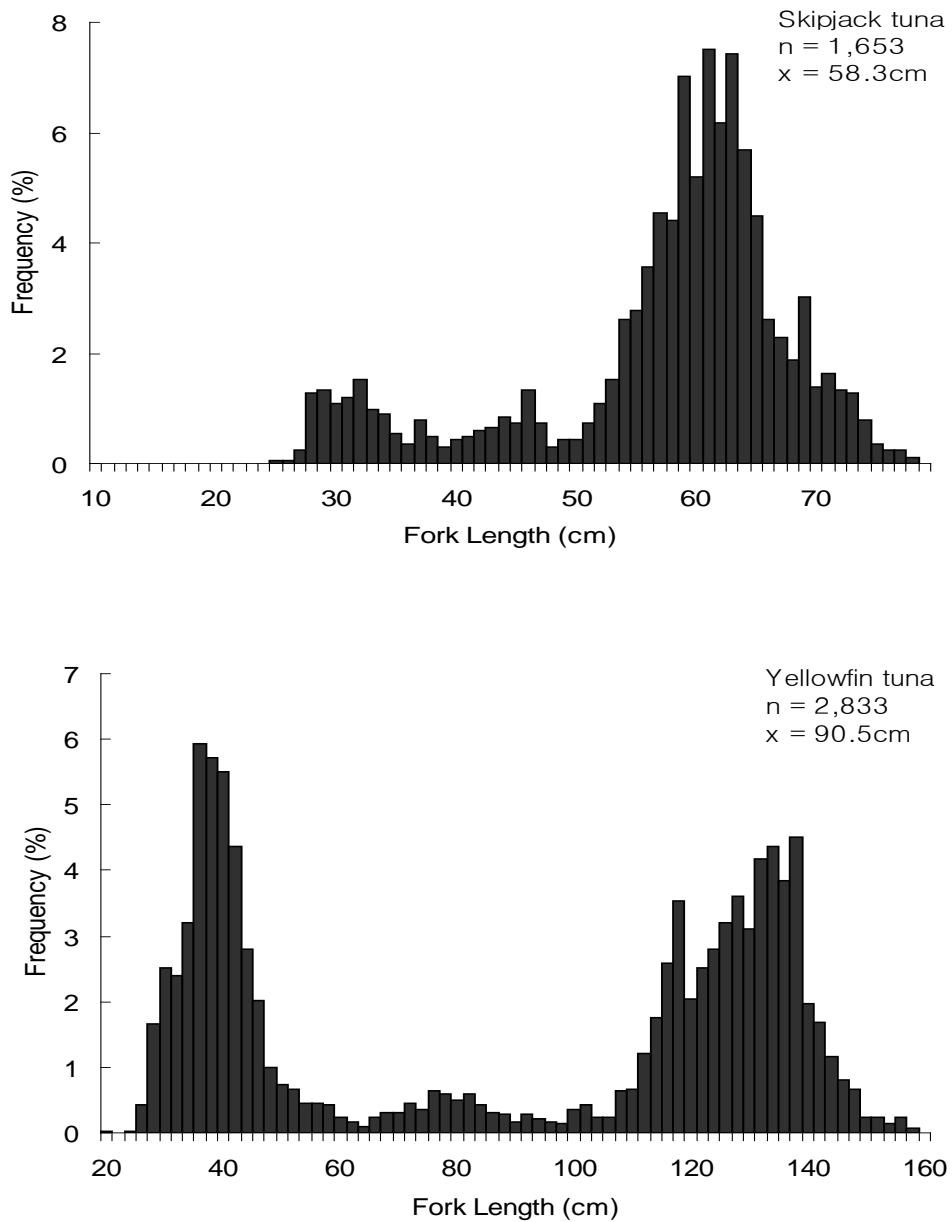 Skipjack tuna
n = 1,653
x = 58.3cm
8
6
4
2
0
Frequency (%)
10 20 30 40 50 60 70
Fork Length (cm)
Yellowfin tuna
n = 2,833
x = 90.5cm
7
6
5
4
3
2
1
0
Frequency (%)
20 40 60 80 100 120 140 160
Fork Length (cm)